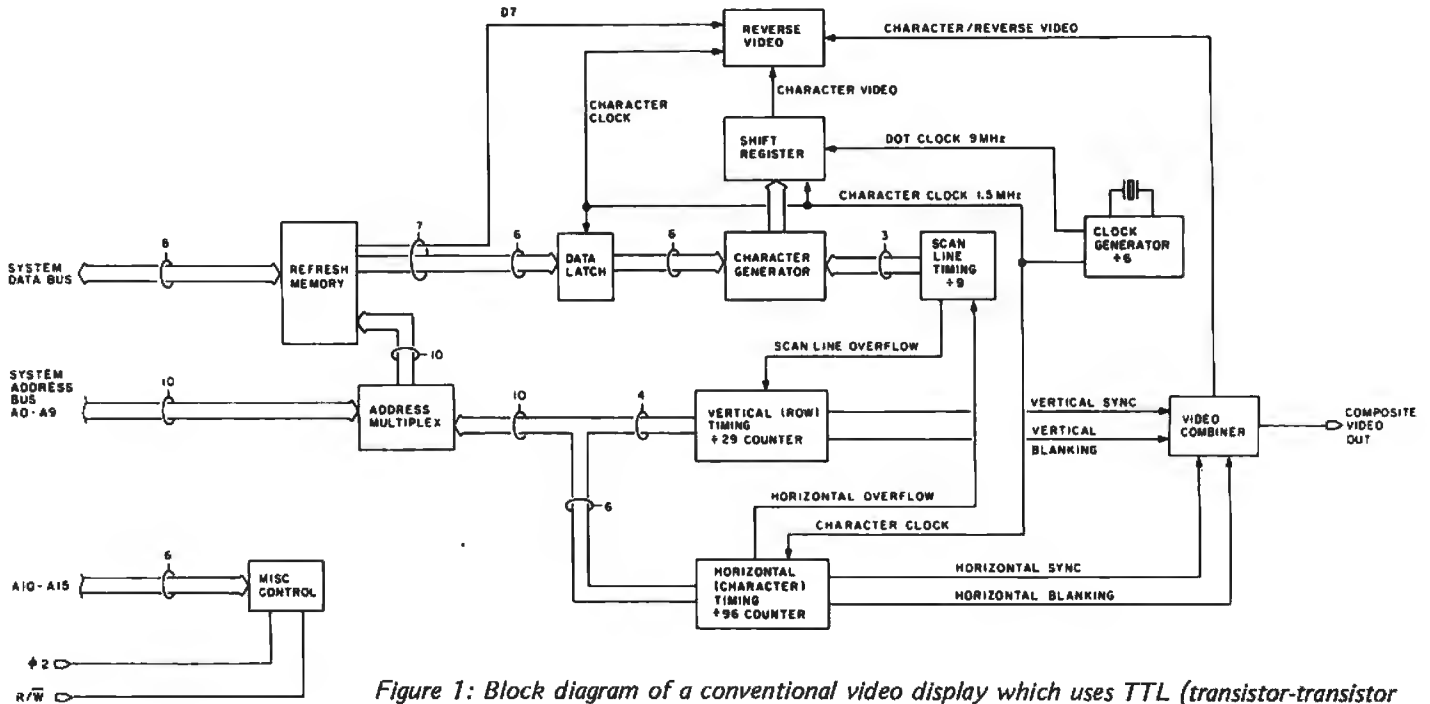 D7
REVERSE
VIDEO
CHARACTER/REVERSE VIDEO
CHARACTER
CLOCK
CHARACTER VIDEO
SHIFT
REGISTER
DOT CLOCK 9MHz
CHARACTER CLOCK 1.5MHz
CLOCK
GENERATOR
÷6
8
SYSTEM
DATA BUS
REFRESH
MEMORY
7
6
DATA
LATCH
6
CHARACTER
GENERATOR
3
SCAN
LINE
TIMING
÷9
10
SCAN LINE OVERFLOW
SYSTEM
ADDRESS
BUS
A0-A9
10
ADDRESS
MULTIPLEX
10
4
VERTICAL (ROW)
TIMING
÷29 COUNTER
VERTICAL SYNC
VERTICAL
BLANKING
VIDEO
COMBINER
COMPOSITE
VIDEO
OUT
6
HORIZONTAL OVERFLOW
CHARACTER CLOCK
A10-A15
6
MISC
CONTROL
HORIZONTAL
(CHARACTER)
TIMING
÷96 COUNTER
HORIZONTAL SYNC
HORIZONTAL BLANKING
φ2
R/W̅
Figure 1: Block diagram of a conventional video display which uses TTL (transistor-transistor